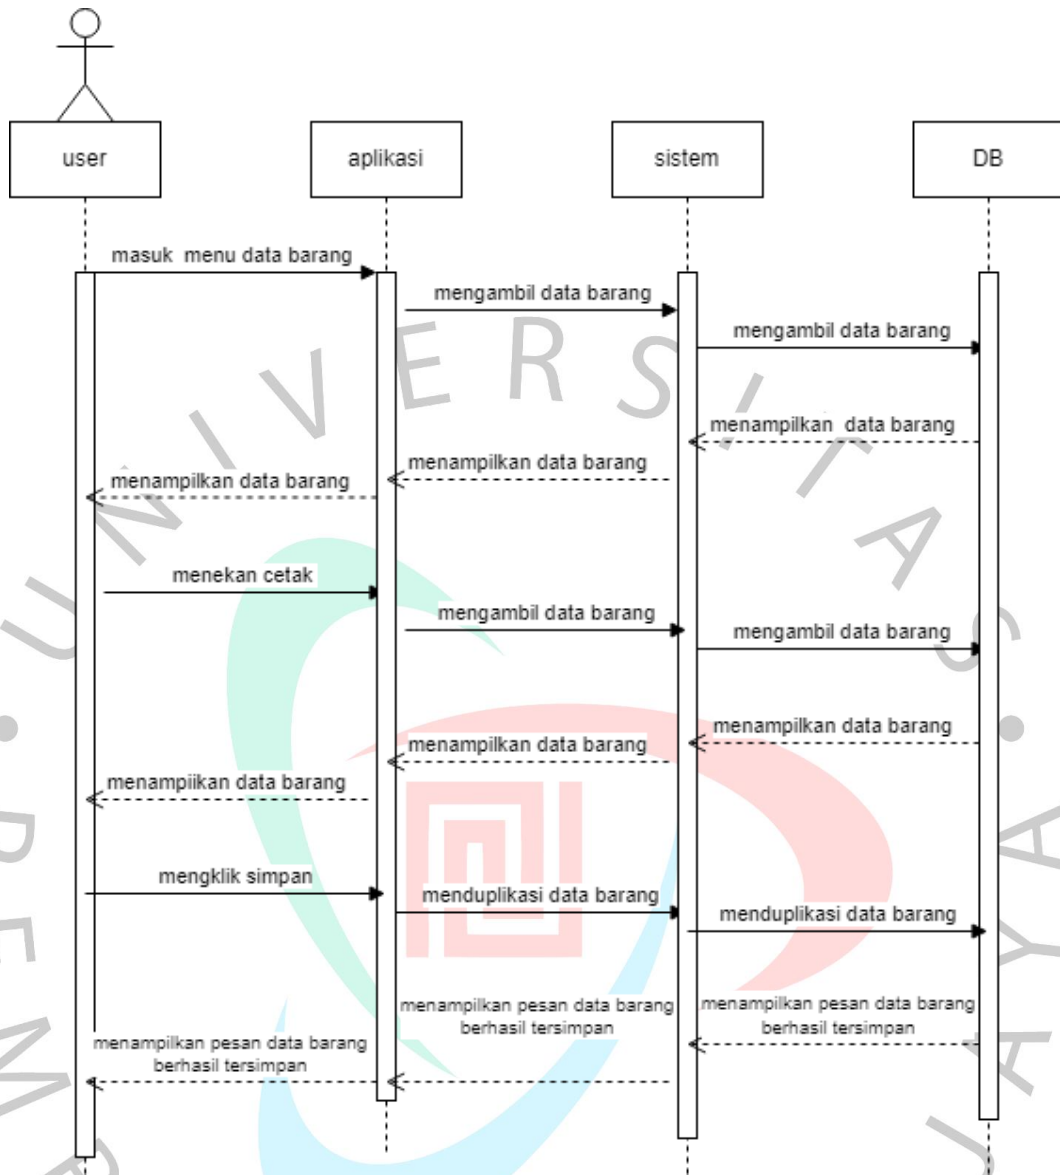 user
aplikasi
sistem
DB
masuk menu data barang
mengambil data barang
mengambil data barang
menampilkan data barang
menampilkan data barang
menampilkan data barang
menekan cetak
mengambil data barang
mengambil data barang
menampilkan data barang
menampilkan data barang
menampiikan data barang
mengklik simpan
menduplikasi data barang
menduplikasi data barang
menampilkan pesan data barang
berhasil tersimpan
menampilkan pesan data barang
berhasil tersimpan
menampilkan pesan data barang
berhasil tersimpan
UNIVERSITAS
JAYA